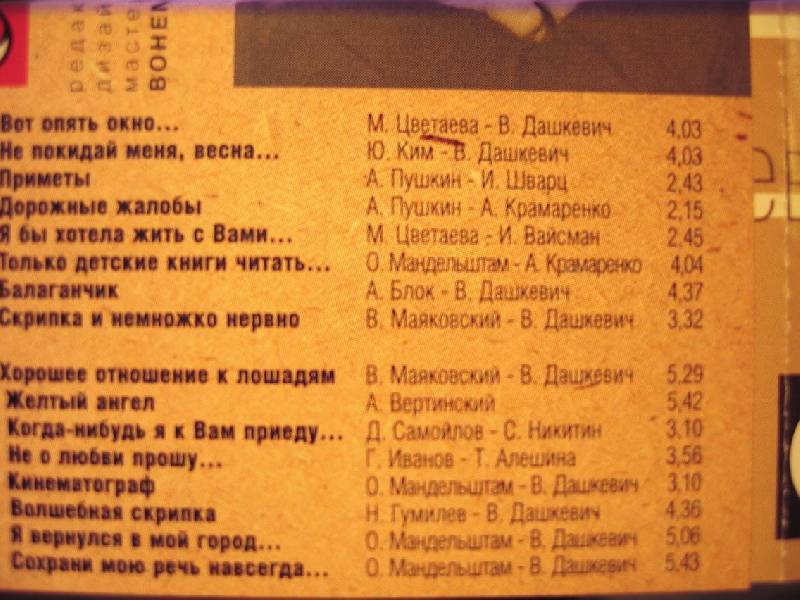 редак
дизай
масте
ВОНЕМ
Вот опять окно... М. Цветаева - В. Дашкевич 4,03
Не покидай меня, весна... Ю. Ким - В. Дашкевич 4,03
Приметы А. Пушкин - И. Шварц 2,43
Дорожные жалобы А. Пушкин - А. Крамаренко 2,15
Я бы хотела жить с Вами... М. Цветаева - И. Вайсман 2,45
Только детские книги читать... О. Мандельштам - А. Крамаренко 4,04
Балаганчик А. Блок - В. Дашкевич 4,37
Скрипка и немножко нервно В. Маяковский - В. Дашкевич 3,32
Хорошее отношение к лошадям В. Маяковский - В. Дашкевич 5,29
Желтый ангел А. Вертинский 5,42
Когда-нибудь я к Вам приеду... Д. Самойлов - С. Никитин 3,10
Не о любви прошу... Г. Иванов - Т. Алешина 3,56
Кинематограф О. Мандельштам - В. Дашкевич 3,10
Волшебная скрипка Н. Гумилев - В. Дашкевич 4,36
Я вернулся в мой город... О. Мандельштам - В. Дашкевич 5,06
Сохрани мою речь навсегда... О. Мандельштам - В. Дашкевич 5,43